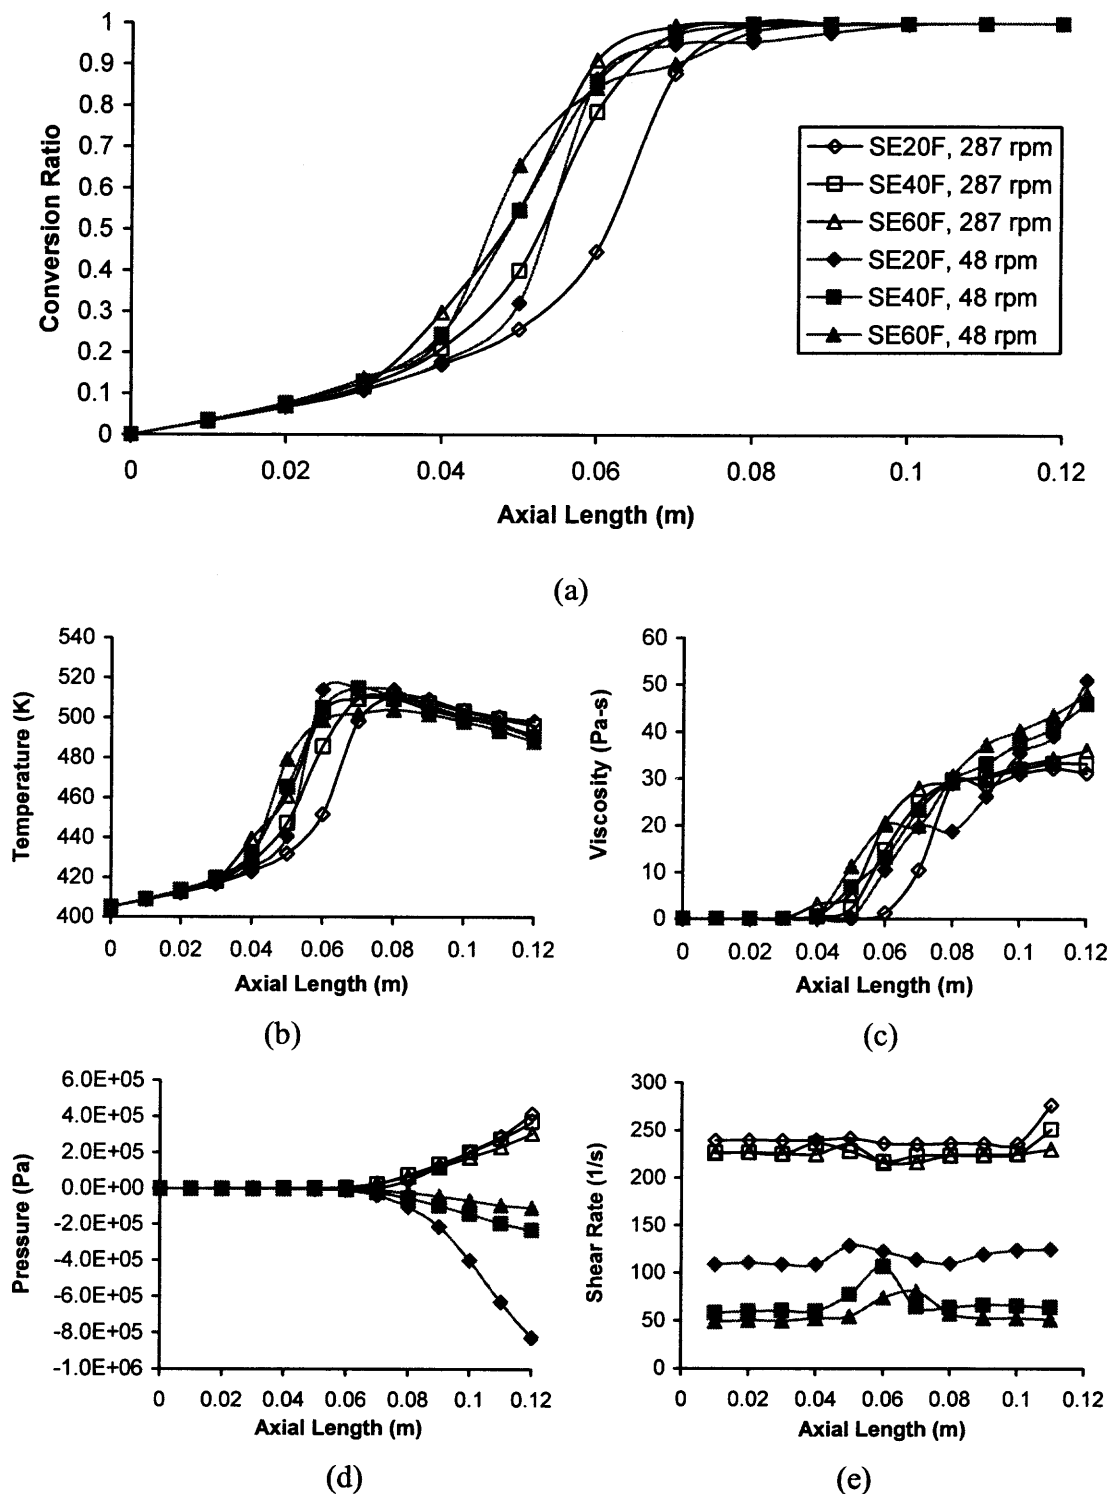 1
0.9
0.8
0.7
0.6
0.5
0.4
0.3
0.2
0.1
0
Conversion Ratio
SE20F, 287 rpm
SE40F, 287 rpm
SE60F, 287 rpm
SE20F, 48 rpm
SE40F, 48 rpm
SE60F, 48 rpm
0 0.02 0.04 0.06 0.08 0.1 0.12
Axial Length (m)
(a)
540
520
500
480
460
440
420
400
Temperature (K)
0 0.02 0.04 0.06 0.08 0.1 0.12
Axial Length (m)
(b)
60
50
40
30
20
10
0
Viscosity (Pa-s)
0 0.02 0.04 0.06 0.08 0.1 0.12
Axial Length (m)
(c)
6.0E+05
4.0E+05
2.0E+05
0.0E+00
-2.0E+05
-4.0E+05
-6.0E+05
-8.0E+05
-1.0E+06
Pressure (Pa)
0 0.02 0.04 0.06 0.08 0.1 0.12
Axial Length (m)
(d)
300
250
200
150
100
50
0
Shear Rate (1/s)
0 0.02 0.04 0.06 0.08 0.1 0.12
Axial Length (m)
(e)